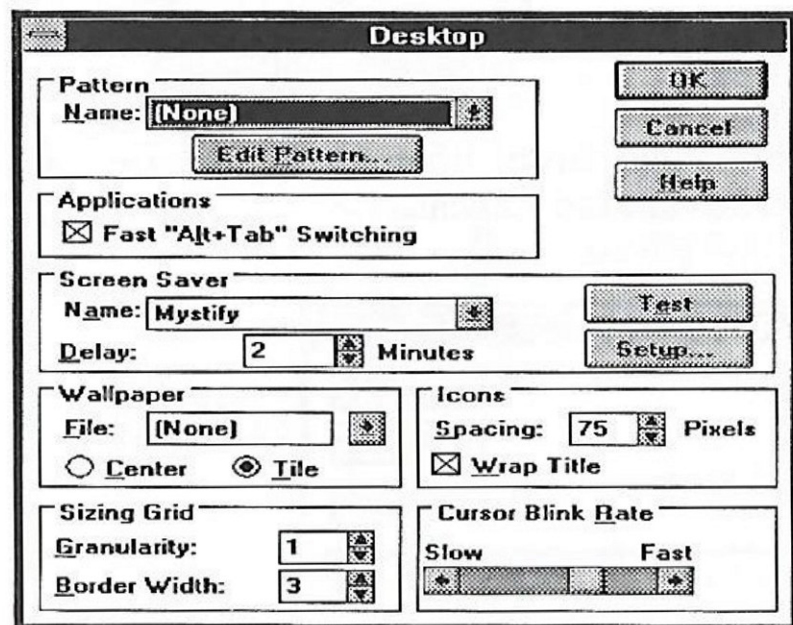 Desktop
Pattern
Name: (None)
Edit Pattern...
OK
Cancel
Help
Applications
Fast "Alt+Tab" Switching
Screen Saver
Name: Mystify
Delay: 2 Minutes
Test
Setup...
Wallpaper
File: (None)
Center Tile
Icons
Spacing: 75 Pixels
Wrap Title
Sizing Grid
Granularity: 1
Border Width: 3
Cursor Blink Rate
Slow Fast